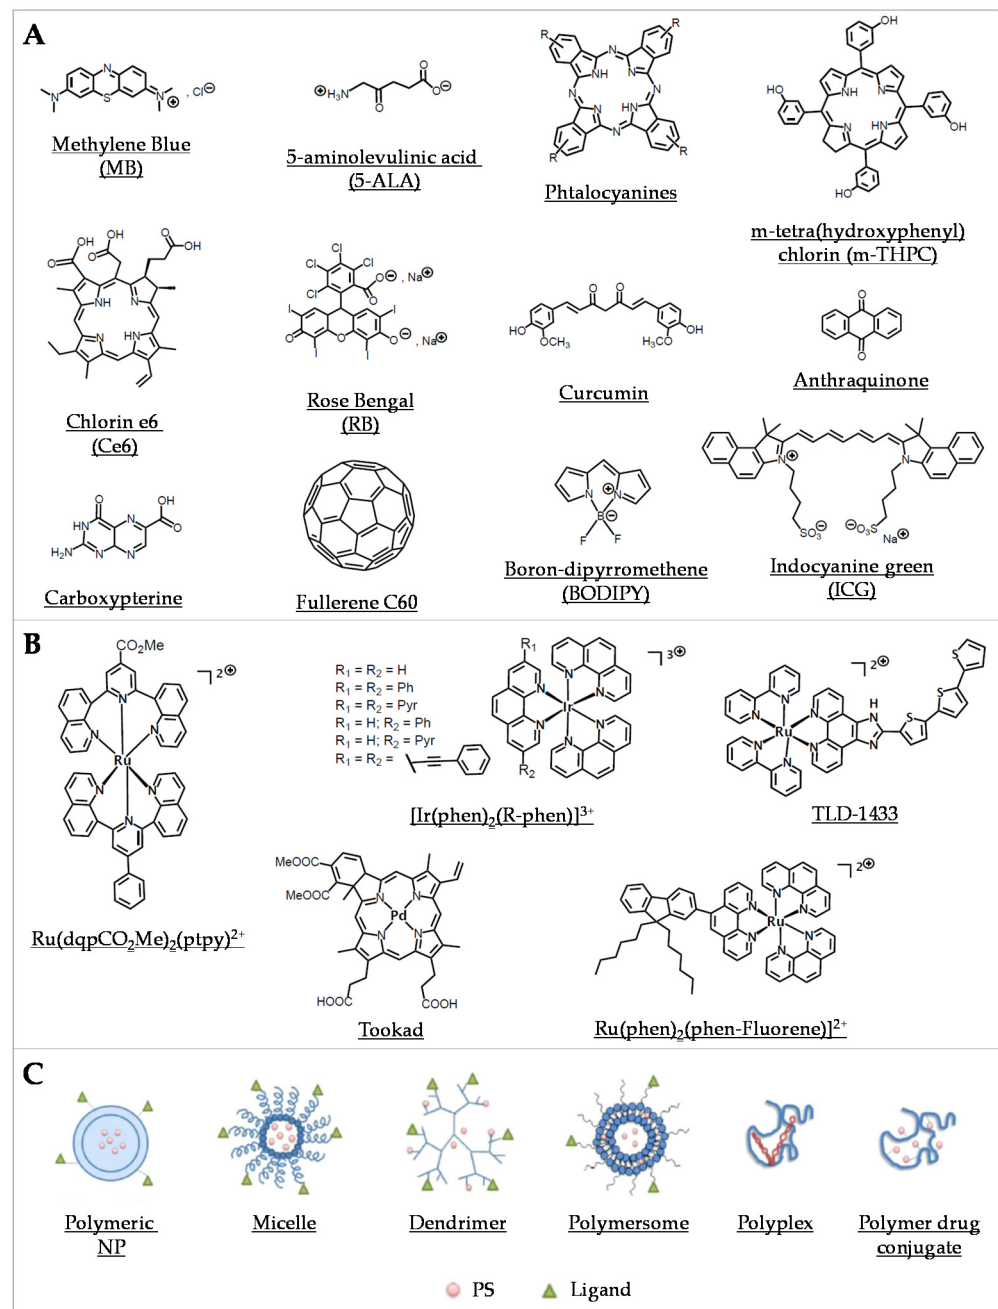 A
Methylene Blue
(MB)
5-aminolevulinic acid
(5-ALA)
Phtalocyanines
m-tetra(hydroxyphenyl)
chlorin (m-THPC)
Chlorin e6
(Ce6)
Rose Bengal
(RB)
Curcumin
Anthraquinone
Carboxypterine
Fullerene C60
Boron-dipyrromethene
(BODIPY)
Indocyanine green
(ICG)
B
R₁ = R₂ = H
R₁ = R₂ = Ph
R₁ = R₂ = Pyr
R₁ = H; R₂ = Ph
R₁ = H; R₂ = Pyr
R₁ = R₂ =
[Ir(phen)₂(R-phen)]³⁺
TLD-1433
Ru(dqpCO₂Me)₂(ptpy)²⁺
Tookad
Ru(phen)₂(phen-Fluorene)]²⁺
C
Polymeric
NP
Micelle
Dendrimer
Polymersome
Polyplex
Polymer drug
conjugate
PS
Ligand